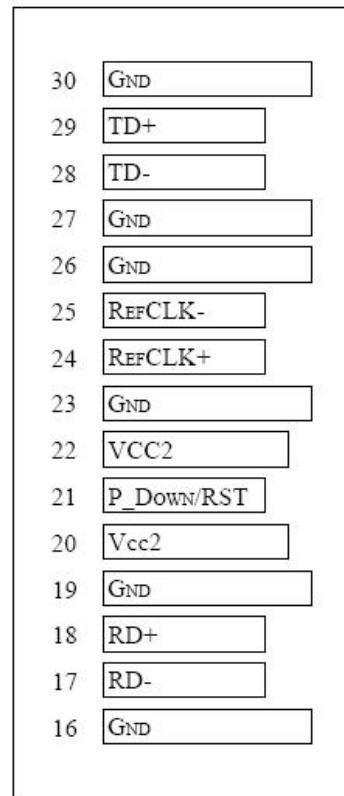 30 GND
29 TD+
28 TD-
27 GND
26 GND
25 REFCLK-
24 REFCLK+
23 GND
22 VCC2
21 P_DOWN/RST
20 Vcc2
19 GND
18 RD+
17 RD-
16 GND